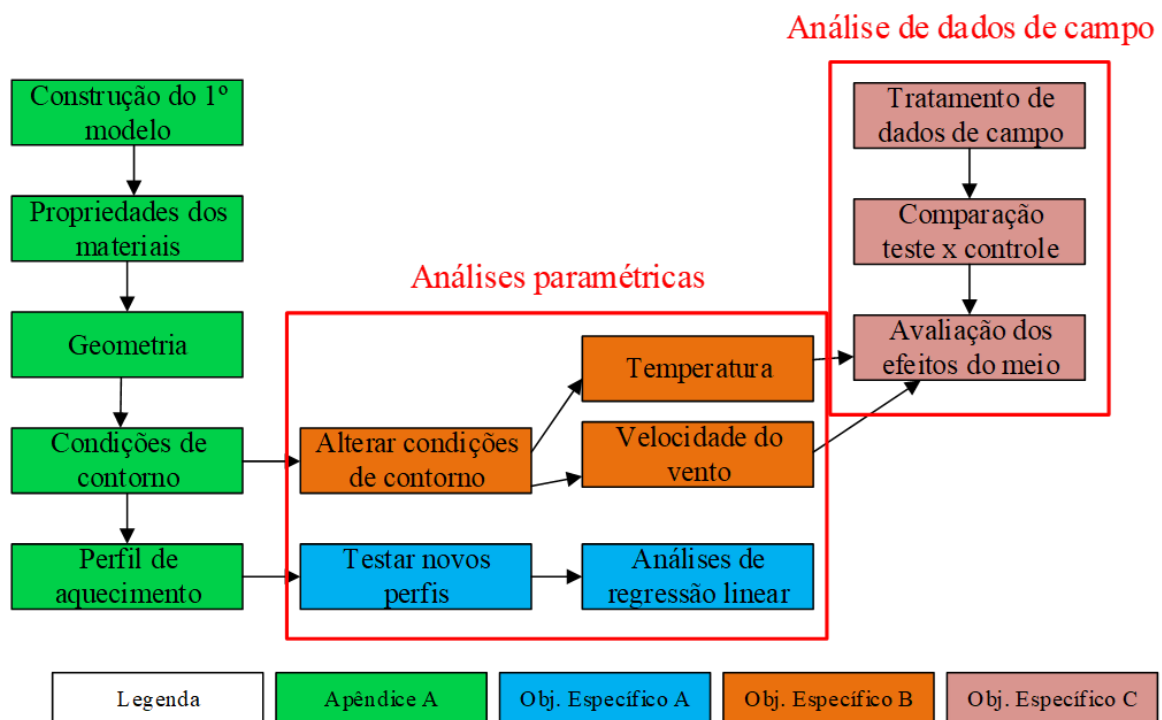 Análise de dados de campo
Construção do 1º
modelo
Propriedades dos
materiais
Geometria
Condições de
contorno
Perfil de
aquecimento
Análises paramétricas
Alterar condições
de contorno
Temperatura
Velocidade do
vento
Testar novos
perfis
Análises de
regressão linear
Tratamento de
dados de campo
Comparação
teste x controle
Avaliação dos
efeitos do meio
Legenda
Apêndice A
Obj. Específico A
Obj. Específico B
Obj. Específico C